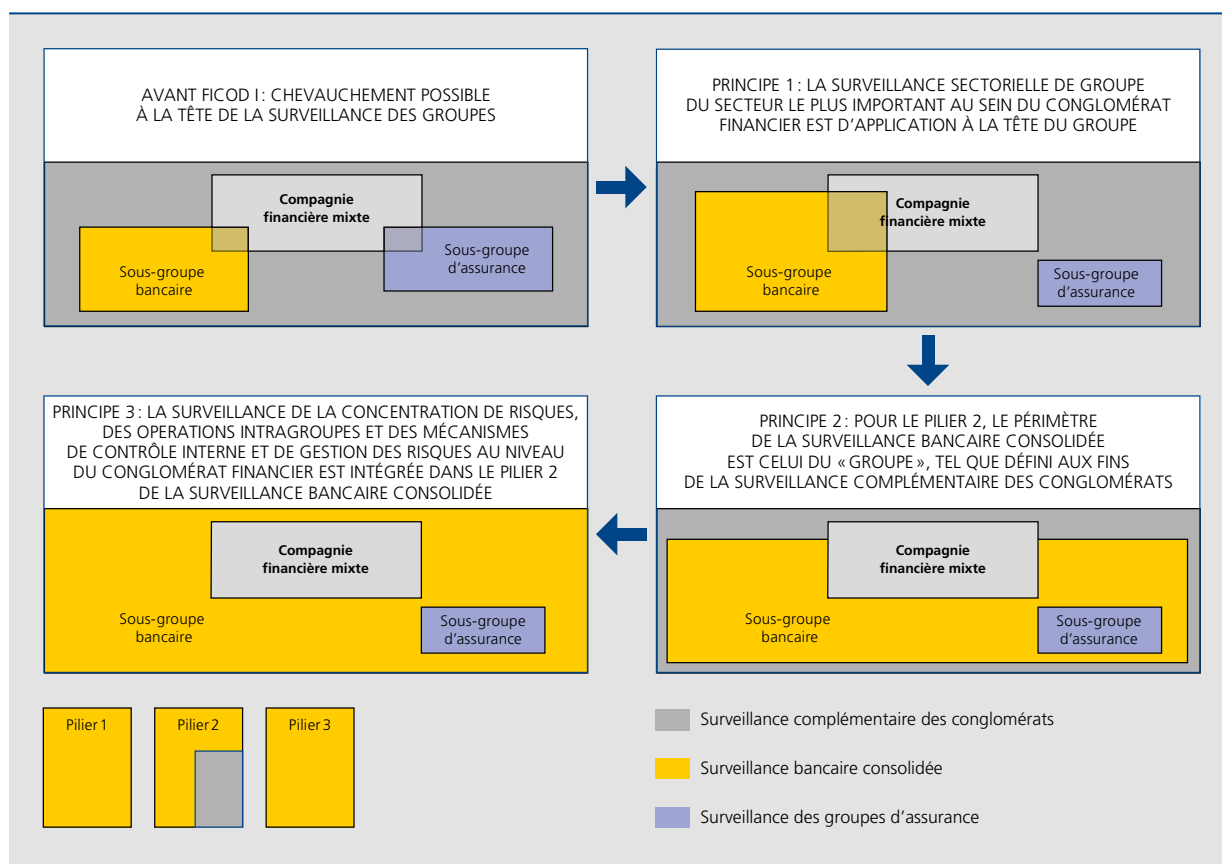 AVANT FICOD I : CHEVAUCHEMENT POSSIBLE
À LA TÊTE DE LA SURVEILLANCE DES GROUPES
Compagnie
financière mixte
Sous-groupe
bancaire
Sous-groupe
d'assurance
PRINCIPE 1 : LA SURVEILLANCE SECTORIELLE DE GROUPE
DU SECTEUR LE PLUS IMPORTANT AU SEIN DU CONGLOMÉRAT
FINANCIER EST D'APPLICATION À LA TÊTE DU GROUPE
Compagnie
financière mixte
Sous-groupe
bancaire
Sous-groupe
d'assurance
PRINCIPE 2 : POUR LE PILIER 2, LE PÉRIMÈTRE
DE LA SURVEILLANCE BANCAIRE CONSOLIDÉE
EST CELUI DU « GROUPE », TEL QUE DÉFINI AUX FINS
DE LA SURVEILLANCE COMPLÉMENTAIRE DES CONGLOMÉRATS
Compagnie
financière mixte
Sous-groupe
bancaire
Sous-groupe
d'assurance
PRINCIPE 3 : LA SURVEILLANCE DE LA CONCENTRATION DE RISQUES,
DES OPERATIONS INTRAGROUPES ET DES MÉCANISMES
DE CONTRÔLE INTERNE ET DE GESTION DES RISQUES AU NIVEAU
DU CONGLOMÉRAT FINANCIER EST INTÉGRÉE DANS LE PILIER 2
DE LA SURVEILLANCE BANCAIRE CONSOLIDÉE
Compagnie
financière mixte
Sous-groupe
bancaire
Sous-groupe
d'assurance
Pilier 1
Pilier 2
Pilier 3
Surveillance complémentaire des conglomérats
Surveillance bancaire consolidée
Surveillance des groupes d'assurance